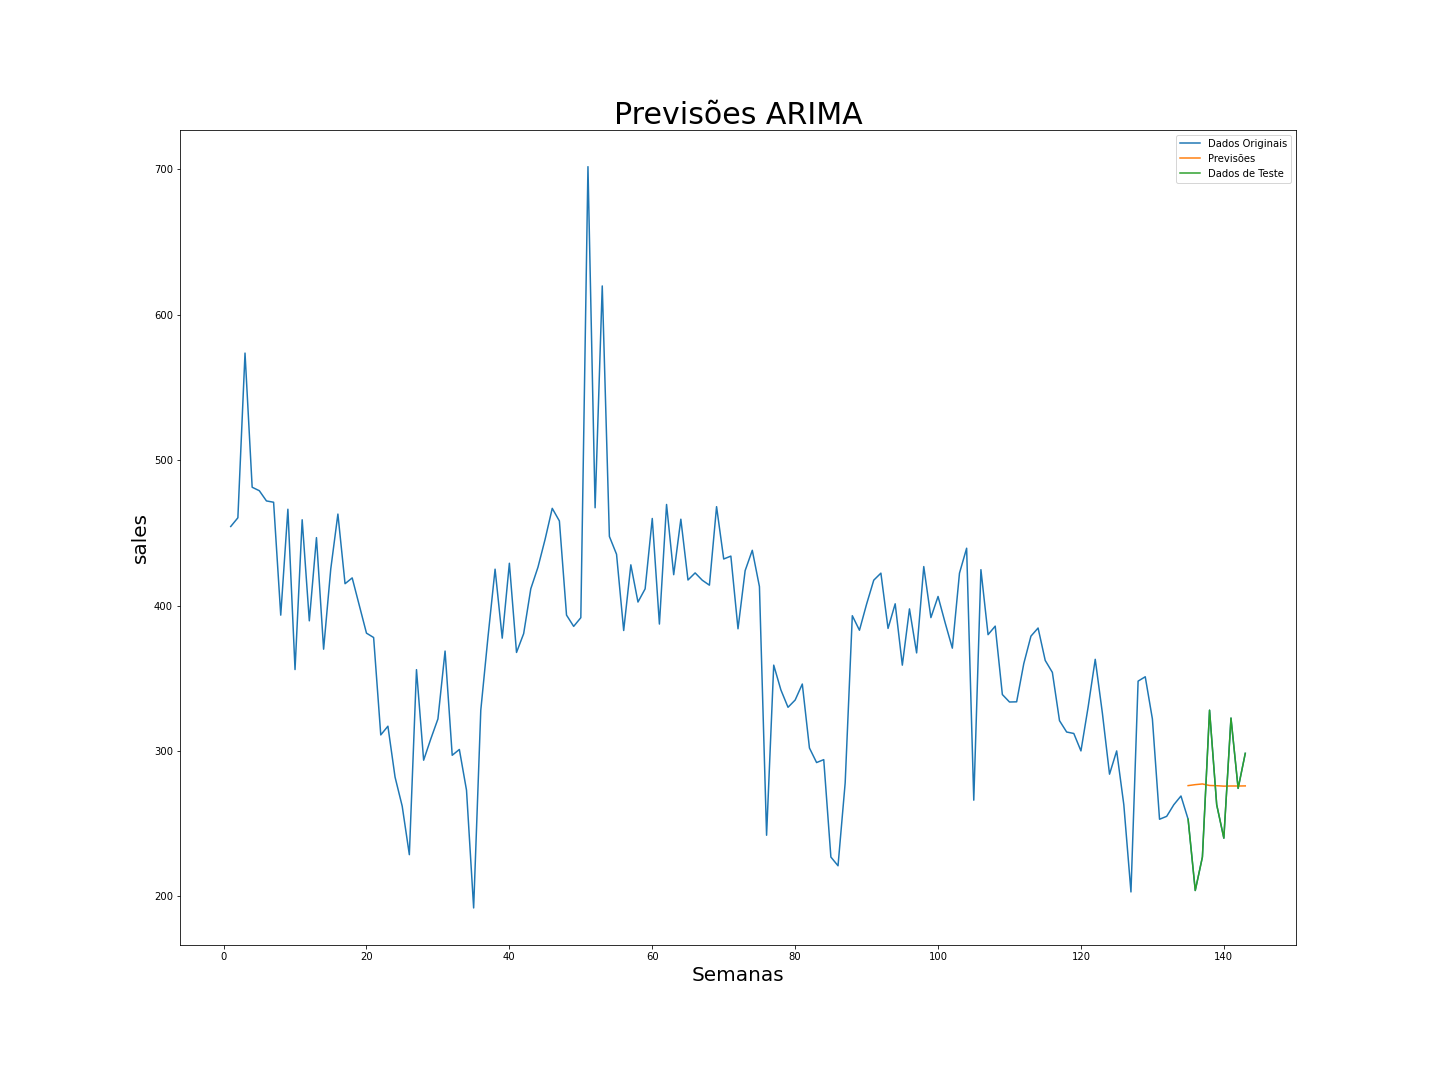 Previsões ARIMA
Dados Originais
Previsões
Dados de Teste
700
600
500
400
300
200
sales
0 20 40 60 80 100 120 140
Semanas